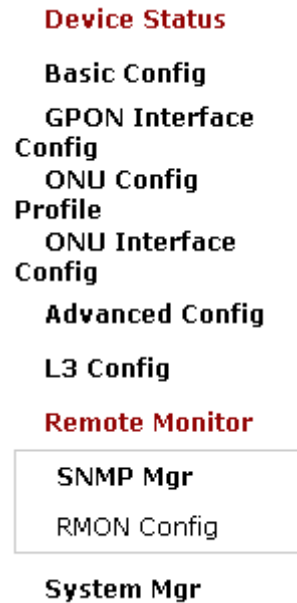 Device Status
Basic Config
GPON Interface
Config
ONU Config
Profile
ONU Interface
Config
Advanced Config
L3 Config
Remote Monitor
SNMP Mgr
RMON Config
System Mgr